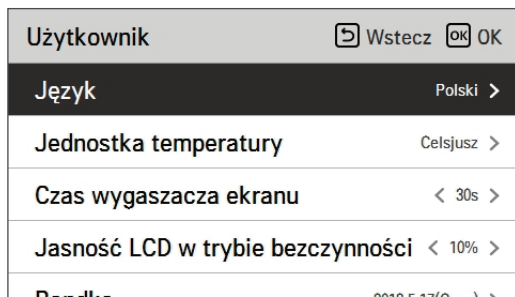 Użytkownik Wstecz OK OK
Język Polski >
Jednostka temperatury Celsjusz >
Czas wygaszacza ekranu < 30s >
Jasność LCD w trybie bezczynności < 10% >